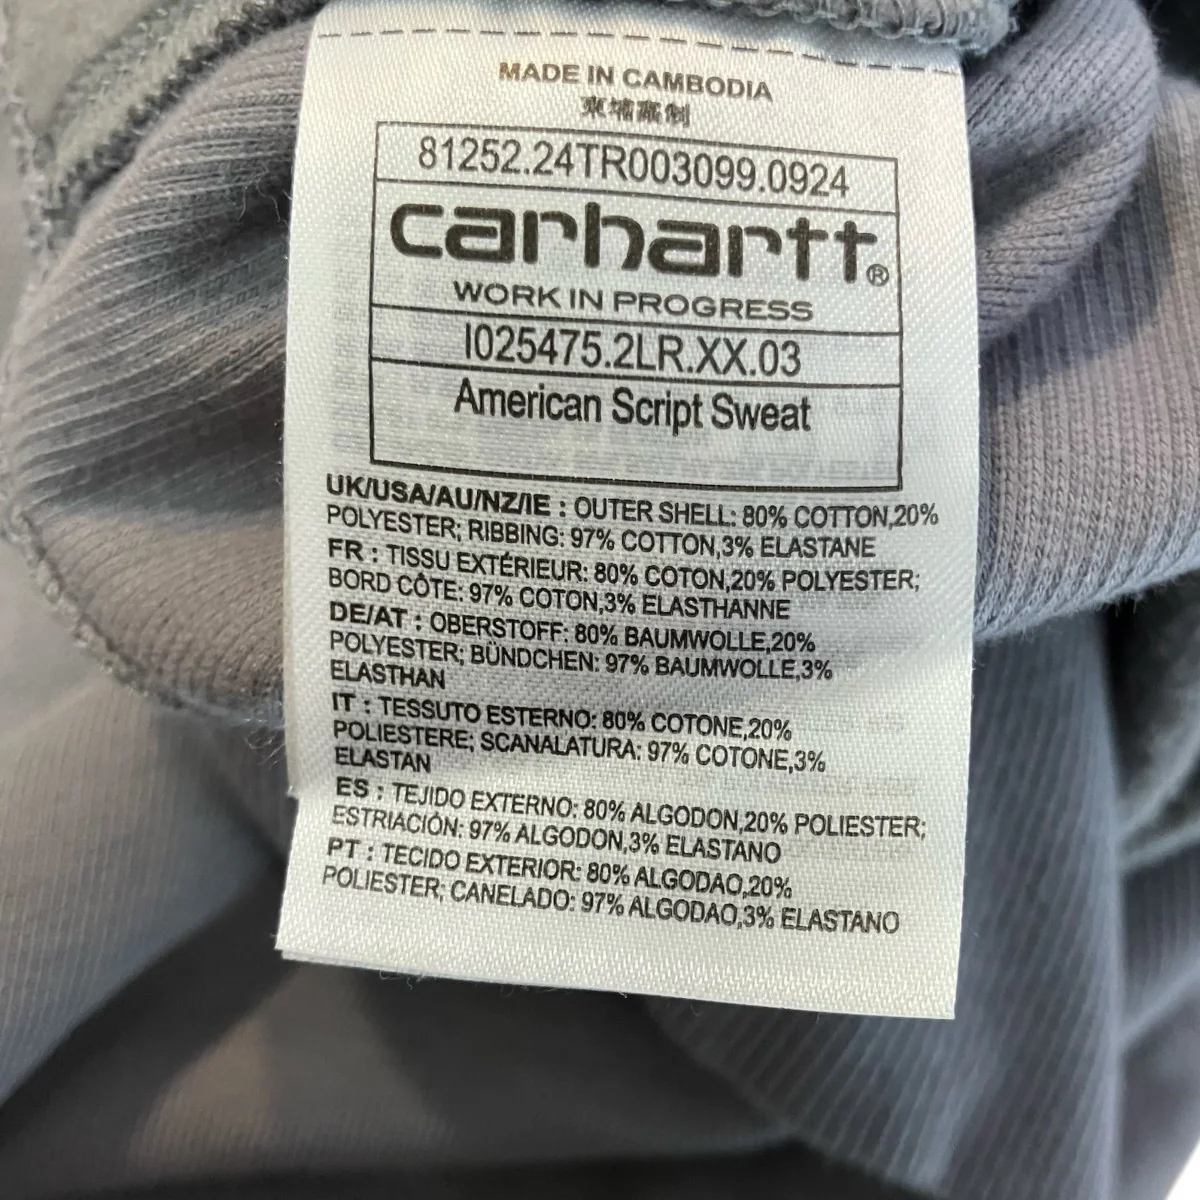 MADE IN CAMBODIA
柬埔寨制
81252.24TR003099.0924
carhartt®
WORK IN PROGRESS
I025475.2LR.XX.03
American Script Sweat
UK/USA/AU/NZ/IE : OUTER SHELL: 80% COTTON,20%
POLYESTER; RIBBING: 97% COTTON,3% ELASTANE
FR : TISSU EXTÉRIEUR: 80% COTON,20% POLYESTER;
BORD CÔTE: 97% COTON,3% ELASTHANNE
DE/AT : OBERSTOFF: 80% BAUMWOLLE,20%
POLYESTER; BÜNDCHEN: 97% BAUMWOLLE,3%
ELASTHAN
IT : TESSUTO ESTERNO: 80% COTONE,20%
POLIESTERE; SCANALATURA: 97% COTONE,3%
ELASTAN
ES : TEJIDO EXTERNO: 80% ALGODON,20% POLIESTER;
ESTRIACIÓN: 97% ALGODON,3% ELASTANO
PT : TECIDO EXTERIOR: 80% ALGODAO,20%
POLIESTER; CANELADO: 97% ALGODAO,3% ELASTANO